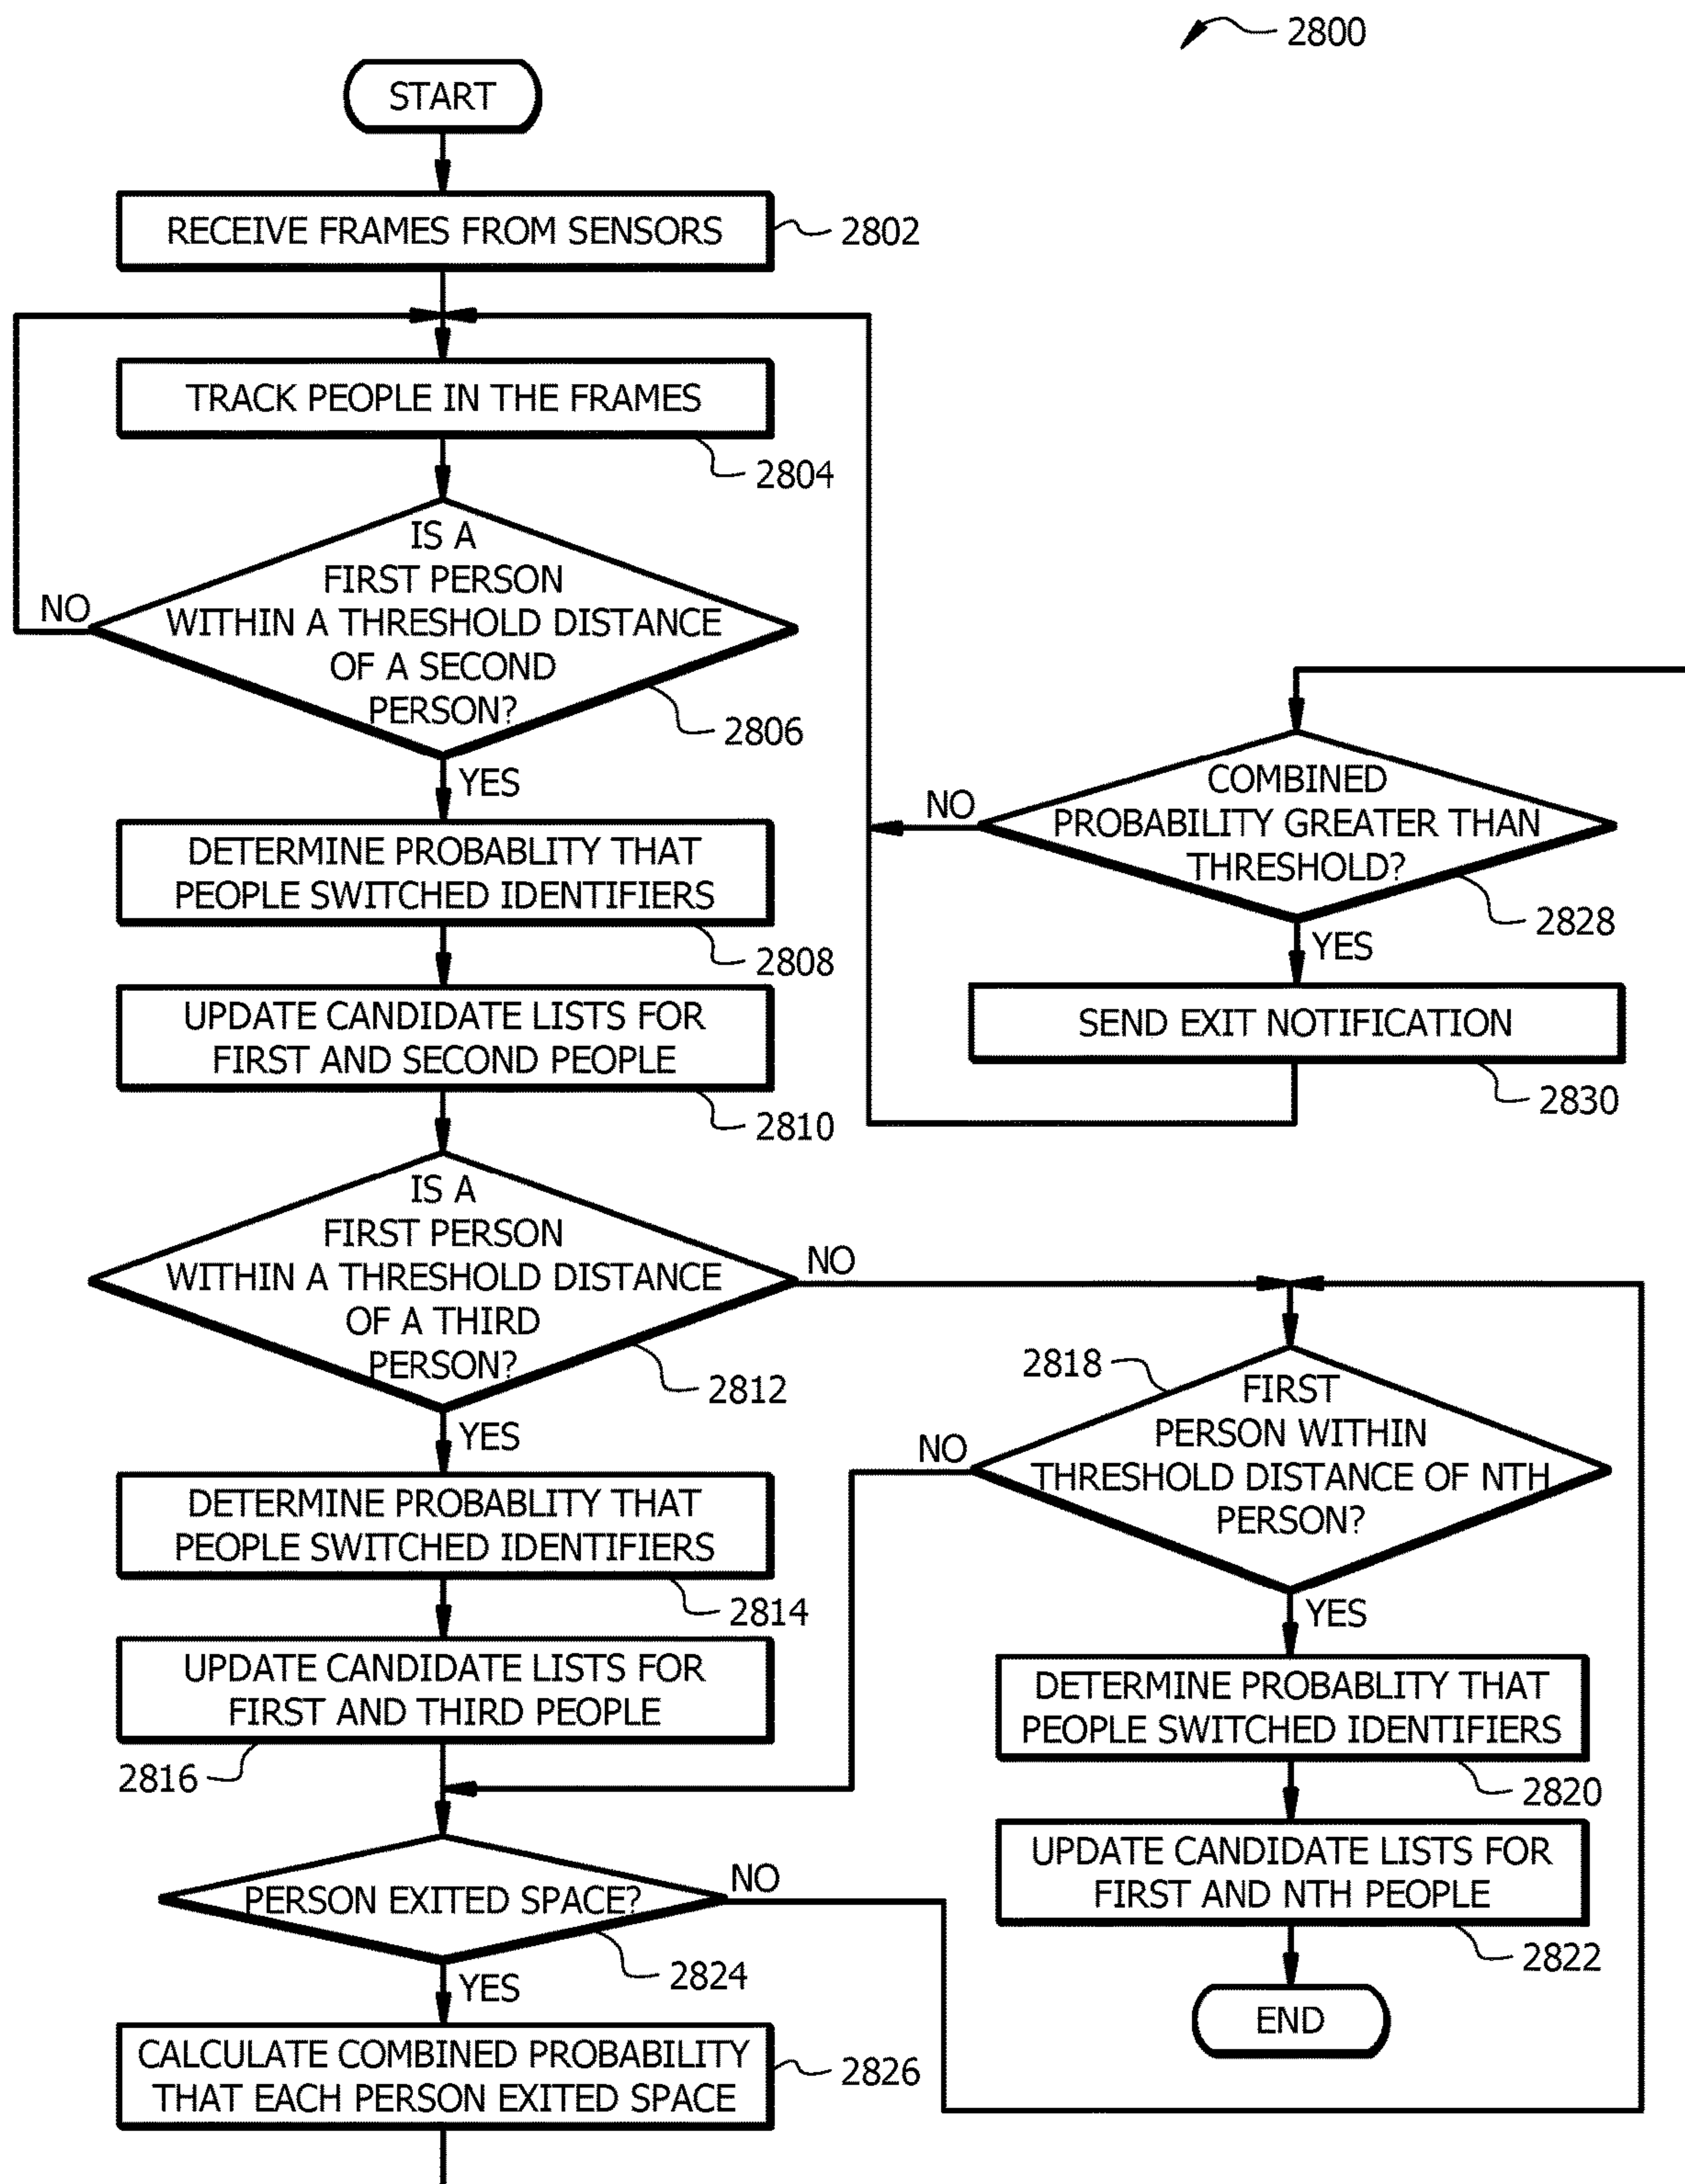 2800
START
RECEIVE FRAMES FROM SENSORS
2802
TRACK PEOPLE IN THE FRAMES
2804
IS A
FIRST PERSON
WITHIN A THRESHOLD DISTANCE
OF A SECOND
PERSON?
NO
2806
YES
DETERMINE PROBABLITY THAT
PEOPLE SWITCHED IDENTIFIERS
2808
UPDATE CANDIDATE LISTS FOR
FIRST AND SECOND PEOPLE
2810
IS A
FIRST PERSON
WITHIN A THRESHOLD DISTANCE
OF A THIRD
PERSON?
NO
2812
YES
DETERMINE PROBABLITY THAT
PEOPLE SWITCHED IDENTIFIERS
2814
UPDATE CANDIDATE LISTS FOR
FIRST AND THIRD PEOPLE
2816
PERSON EXITED SPACE?
NO
2824
YES
CALCULATE COMBINED PROBABILITY
THAT EACH PERSON EXITED SPACE
2826
COMBINED
PROBABILITY GREATER THAN
THRESHOLD?
NO
2828
YES
SEND EXIT NOTIFICATION
2830
2818
FIRST
PERSON WITHIN
THRESHOLD DISTANCE OF NTH
PERSON?
NO
YES
DETERMINE PROBABLITY THAT
PEOPLE SWITCHED IDENTIFIERS
2820
UPDATE CANDIDATE LISTS FOR
FIRST AND NTH PEOPLE
2822
END